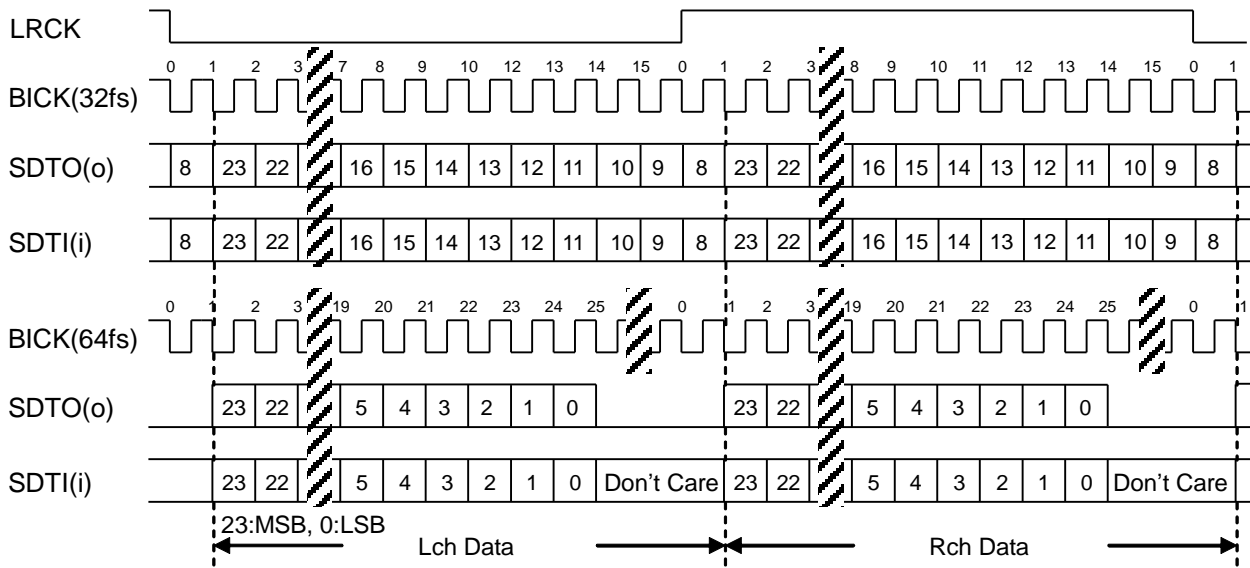 LRCK
0 1 2 3 7 8 9 10 12 13 14 15 0 1 2 3 8 9 10 11 12 13 14 15 0 1
BICK(32fs)
SDTO(o) 8 23 22 16 15 14 13 12 11 10 9 8 23 22 16 15 14 13 12 11 10 9 8
SDTI(i) 8 23 22 16 15 14 13 12 11 10 9 8 23 22 16 15 14 13 12 11 10 9 8
0 1 2 3 19 20 21 22 23 24 25 0 1 2 3 19 20 21 22 23 24 25 0 1
BICK(64fs)
SDTO(o) 23 22 5 4 3 2 1 0 23 22 5 4 3 2 1 0
SDTI(i) 23 22 5 4 3 2 1 0 Don't Care 23 22 5 4 3 2 1 0 Don't Care
23:MSB, 0:LSB
Lch Data Rch Data